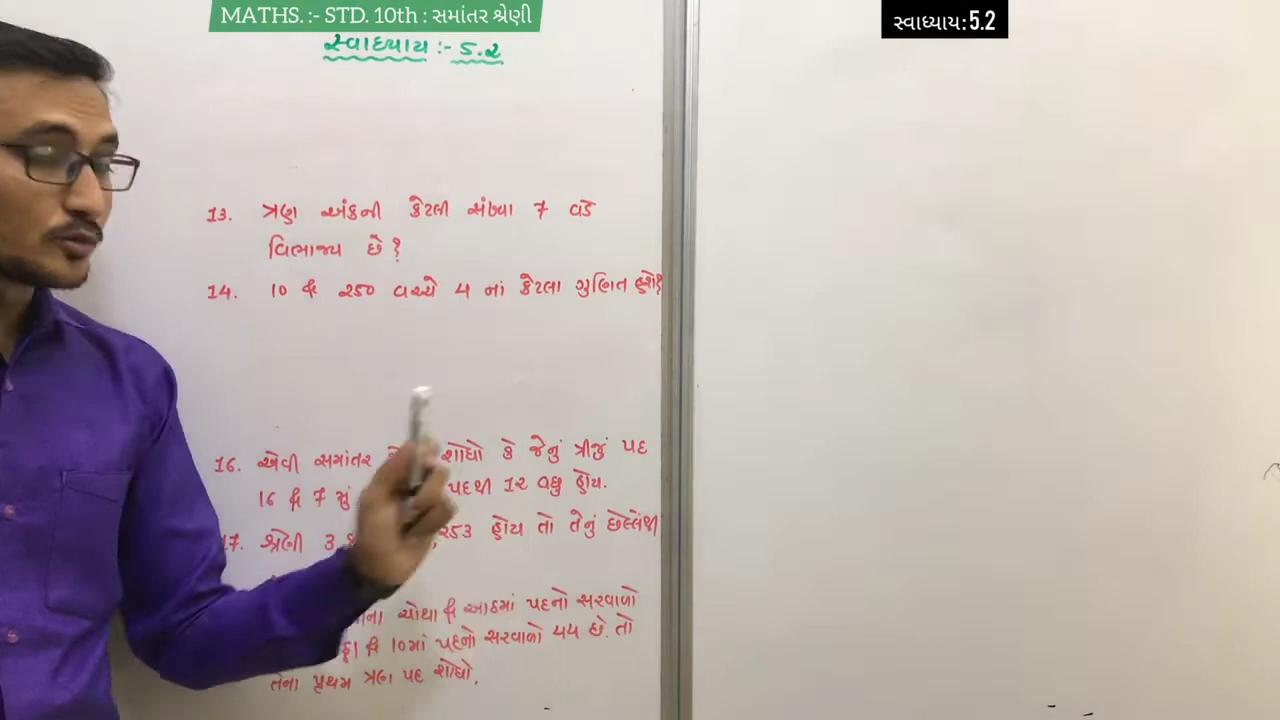 MATHS. :- STD. 10th : સમાંતર શ્રેણી
સ્વાધ્યાય: 5.2
સ્વાધ્યાય :- 5.2
13. ત્રણ અંકની કેટલી સંખ્યા 7 વડે
વિભાજ્ય છે?
14. 10 & 250 વચ્ચે 4 નાં કેટલા ગુણિત હશે?
16. એવી સમાંતર શોધો કે જેનું ત્રીજું પદ
16 & 7 મું પદથી 12 વધુ હોય.
17. શ્રેણી 3, 253 હોય તો તેનું છેલ્લેથી
ચોથા & આઠમાં પદનો સરવાળો
& 10માં પદનો સરવાળો 44 છે. તો
તેના પ્રથમ ત્રણ પદ શોધો.